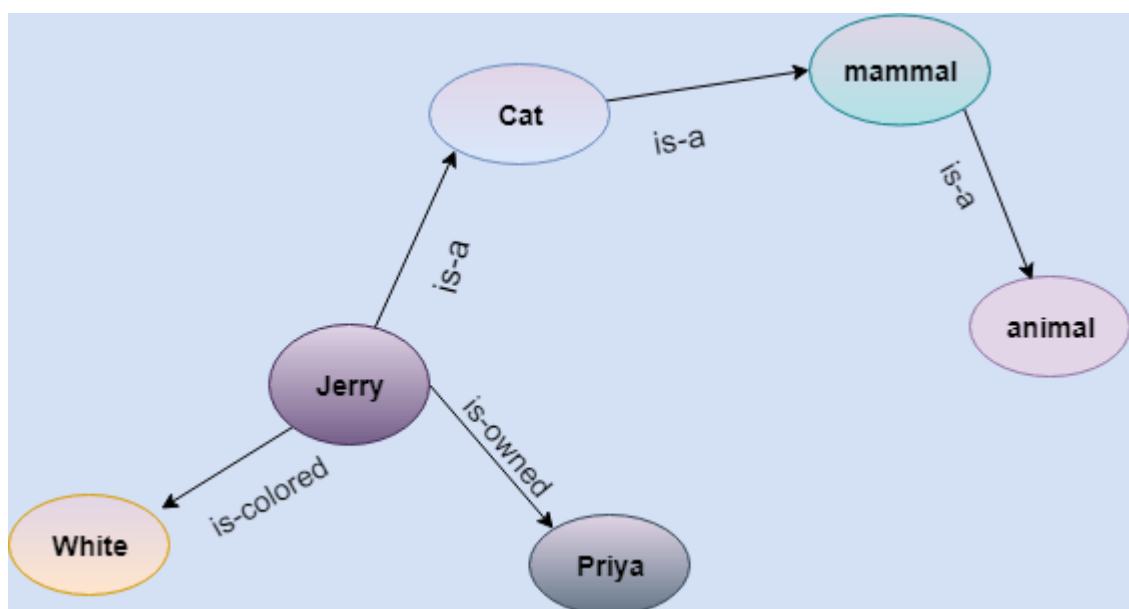 mammal
Cat
is-a
is-a
is-a
animal
Jerry
is-owned
is-colored
White
Priya